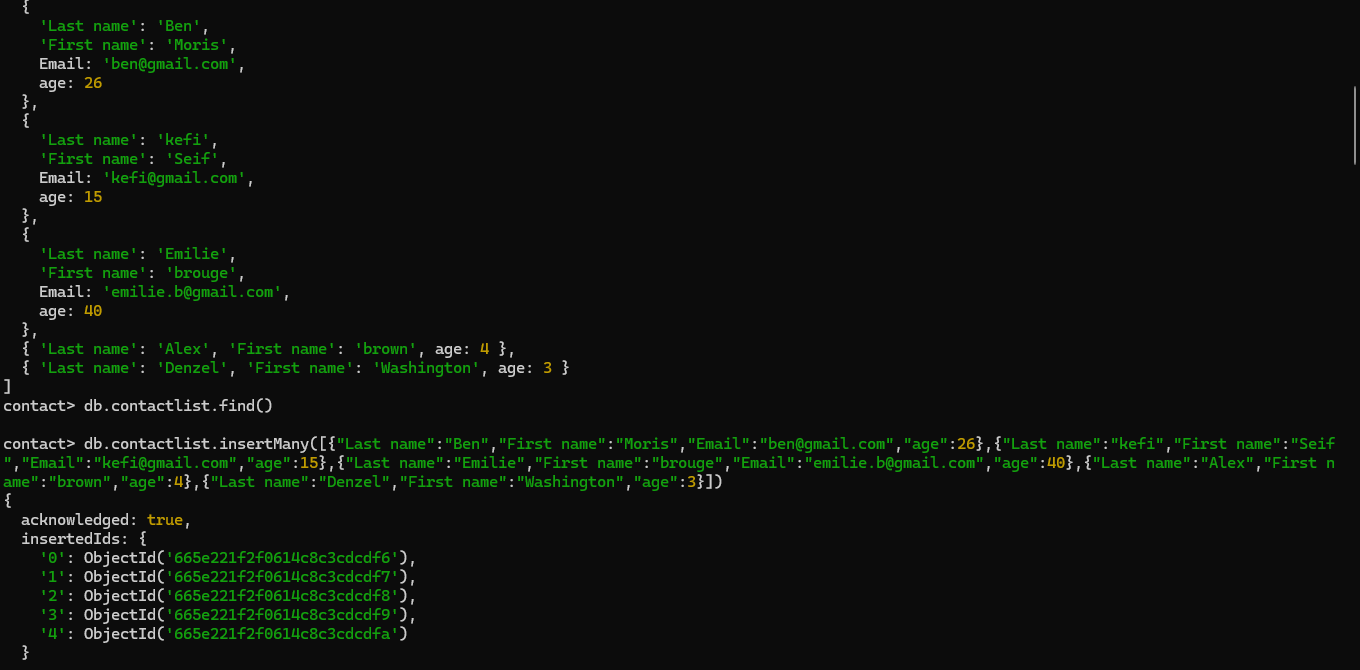 {
'Last name': 'Ben',
'First name': 'Moris',
Email: 'ben@gmail.com',
age: 26
},
{
'Last name': 'kefi',
'First name': 'Seif',
Email: 'kefi@gmail.com',
age: 15
},
{
'Last name': 'Emilie',
'First name': 'brouge',
Email: 'emilie.b@gmail.com',
age: 40
},
{ 'Last name': 'Alex', 'First name': 'brown', age: 4 },
{ 'Last name': 'Denzel', 'First name': 'Washington', age: 3 }
]
contact> db.contactlist.find()
contact> db.contactlist.insertMany([{"Last name":"Ben","First name":"Moris","Email":"ben@gmail.com","age":26},{"Last name":"kefi","First name":"Seif
","Email":"kefi@gmail.com","age":15},{"Last name":"Emilie","First name":"brouge","Email":"emilie.b@gmail.com","age":40},{"Last name":"Alex","First n
ame":"brown","age":4},{"Last name":"Denzel","First name":"Washington","age":3}])
{
acknowledged: true,
insertedIds: {
'0': ObjectId('665e221f2f0614c8c3cdcdf6'),
'1': ObjectId('665e221f2f0614c8c3cdcdf7'),
'2': ObjectId('665e221f2f0614c8c3cdcdf8'),
'3': ObjectId('665e221f2f0614c8c3cdcdf9'),
'4': ObjectId('665e221f2f0614c8c3cdcdfa')
}